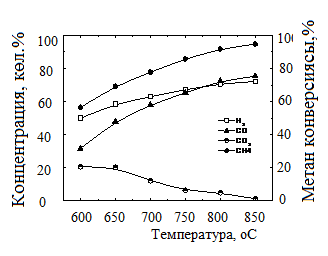 Концентрация, көл.%
100
80
60
40
20
0
H2
CO
CO2
CH4
100
80
60
40
20
0
Метан конверсиясы,%
600 650 700 750 800 850
Температура, оС